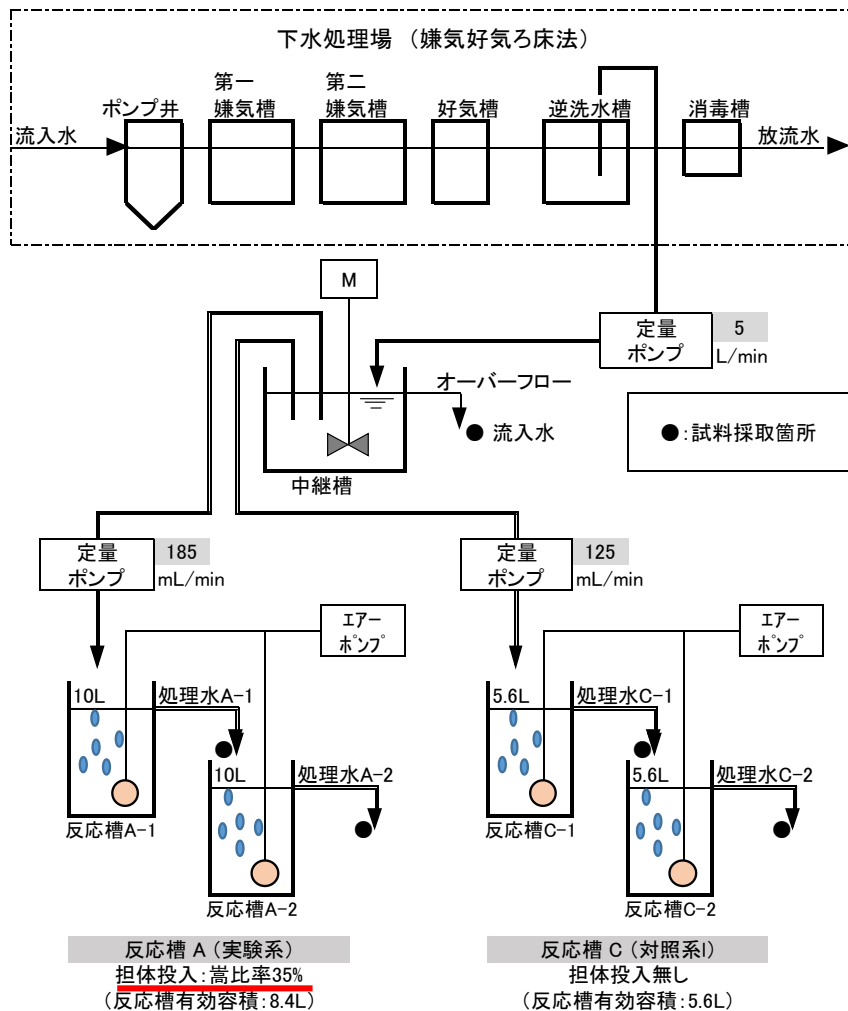 下水処理場 （嫌気好気ろ床法）
ポンプ井
第一
嫌気槽
第二
嫌気槽
好気槽
逆洗水槽
消毒槽
流入水
放流水
M
定量
ポンプ
5
L/min
オーバーフロー
●流入水
中継槽
●：試料採取箇所
定量
ポンプ
185
mL/min
定量
ポンプ
125
mL/min
エアー
ポンプ
エアー
ポンプ
10L
処理水A-1
10L
処理水A-2
反応槽A-1
反応槽A-2
5.6L
処理水C-1
5.6L
処理水C-2
反応槽C-1
反応槽C-2
反応槽 A （実験系）
担体投入：嵩比率35%
（反応槽有効容積：8.4L）
反応槽 C （対照系I）
担体投入無し
（反応槽有効容積：5.6L）